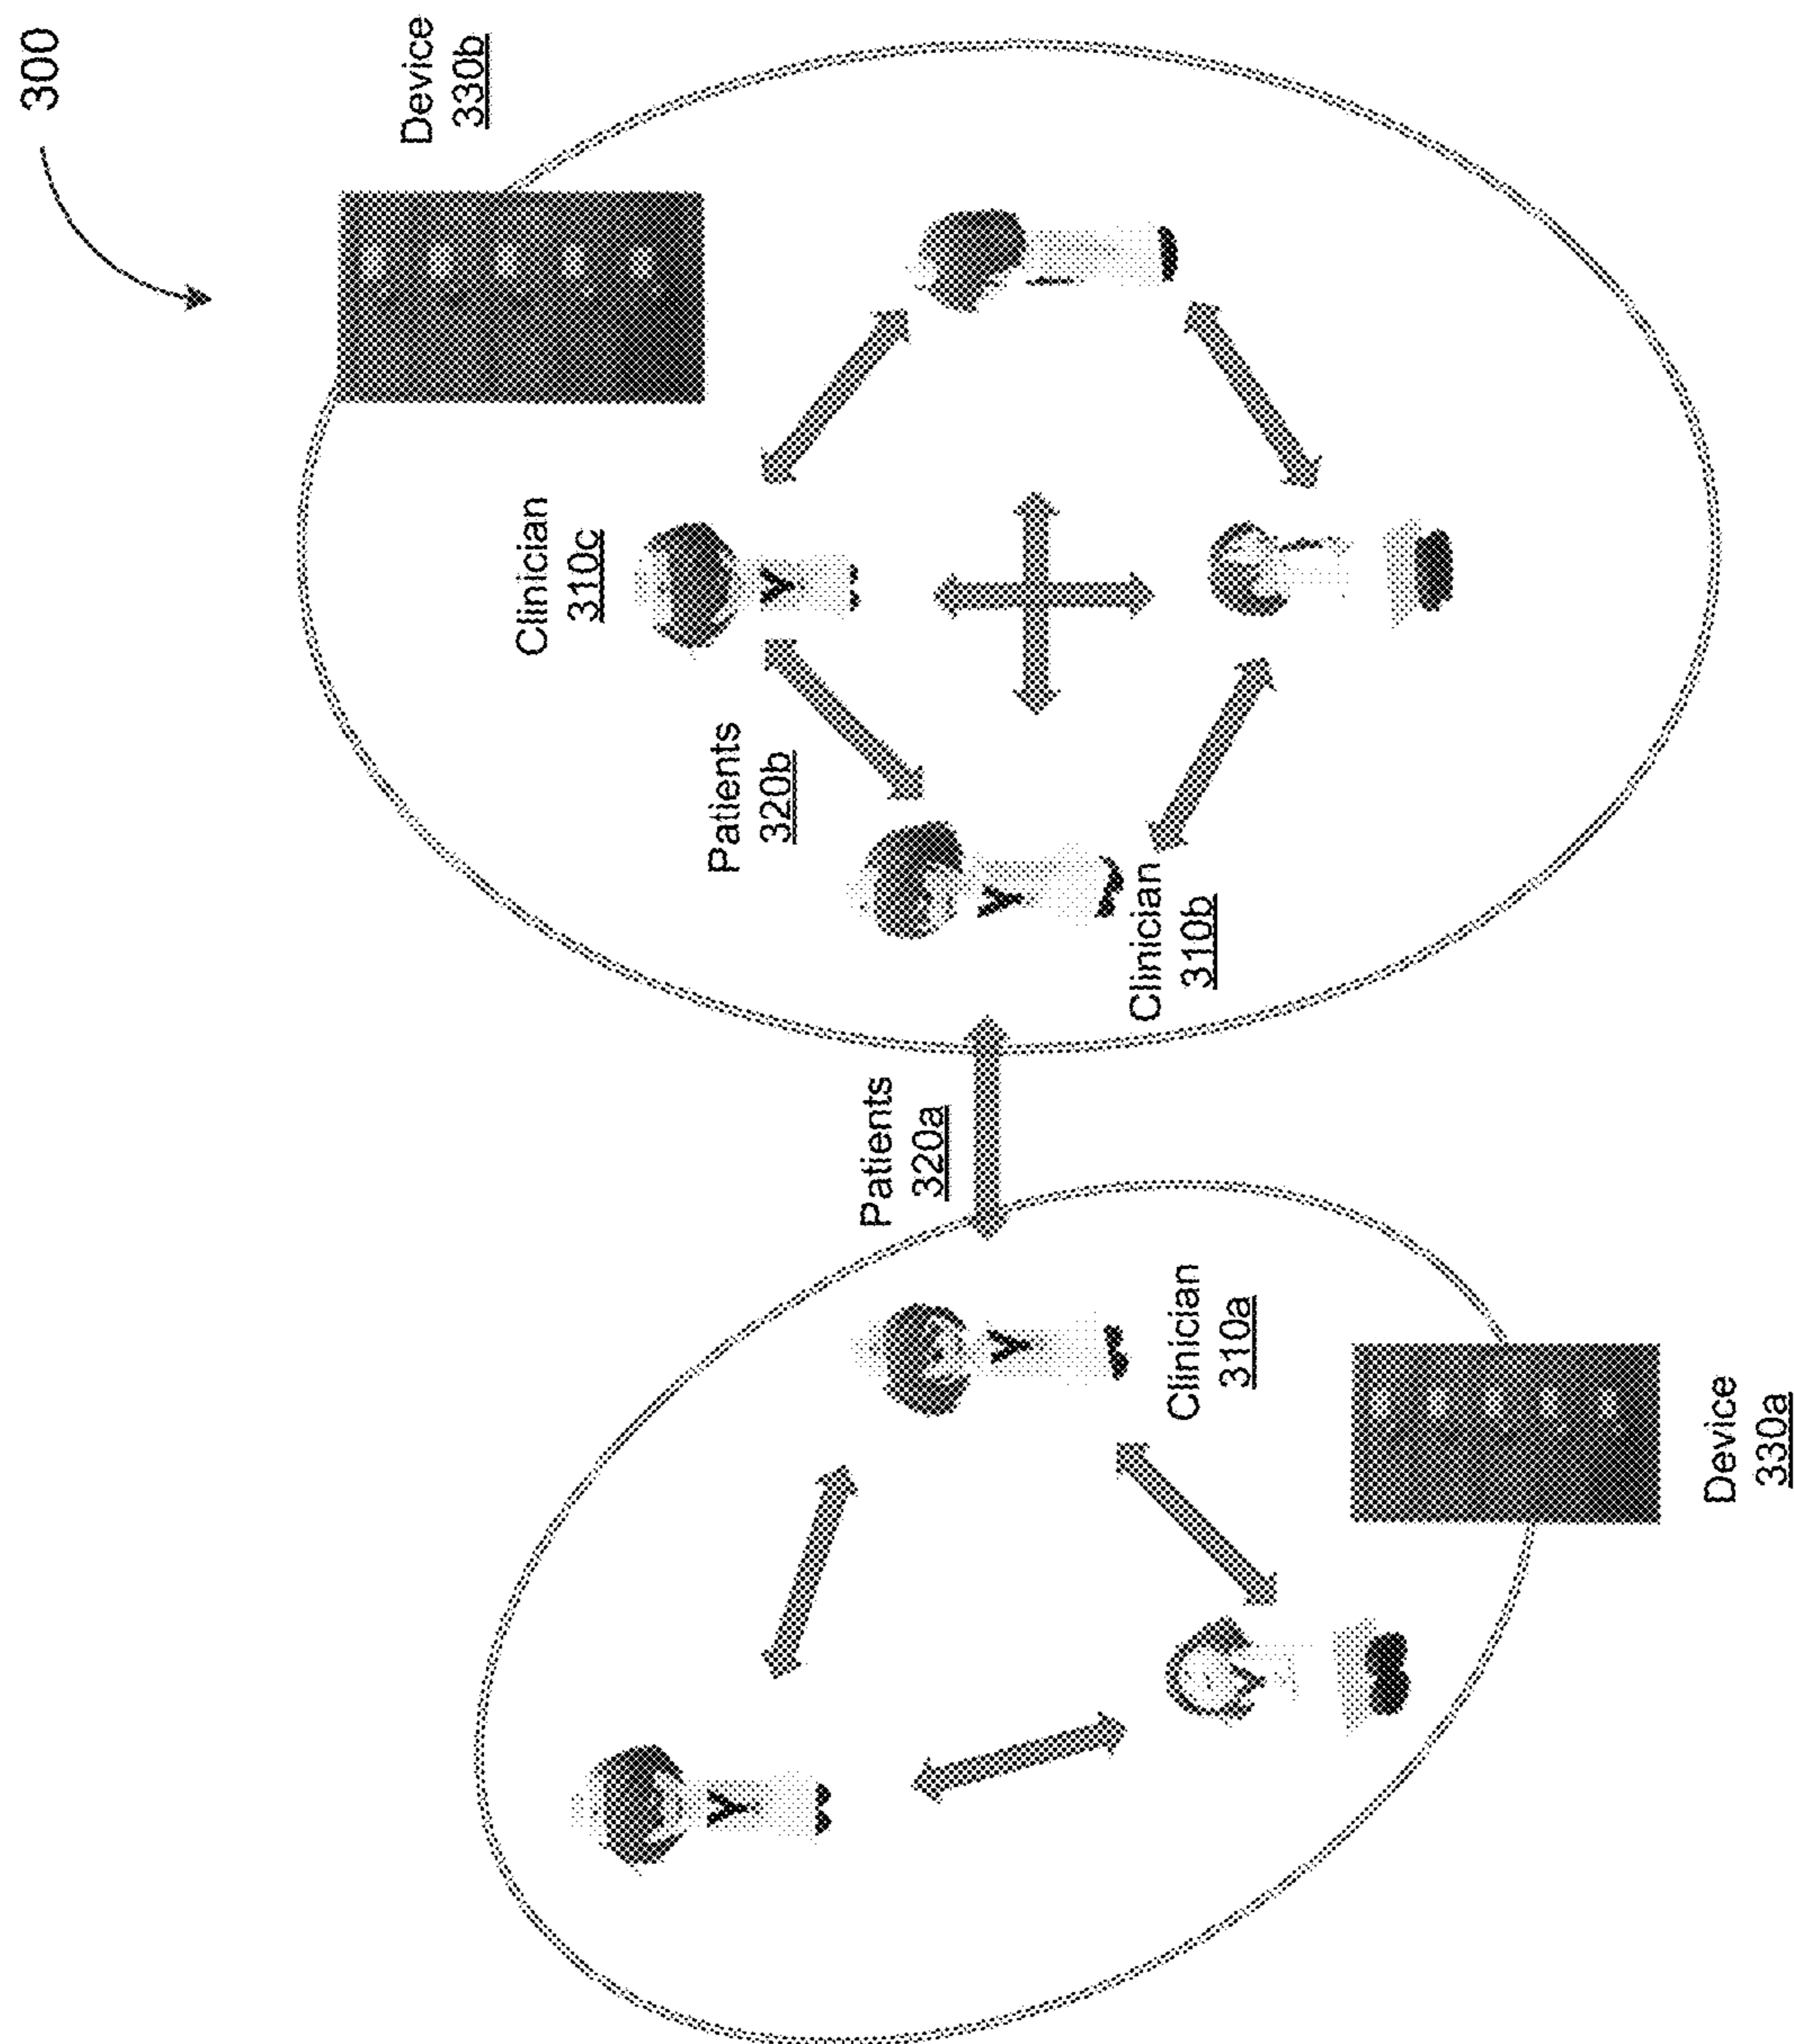 300
Device
330b
Clinician
310c
Patients
320b
Clinician
310b
Patients
320a
Clinician
310a
Device
330a